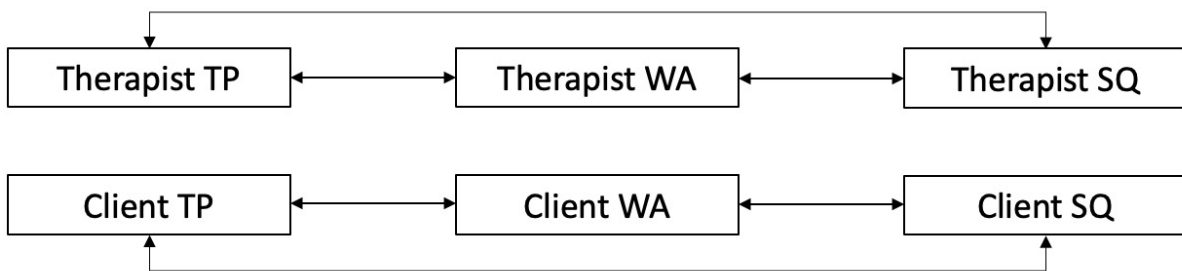 Therapist TP
Therapist WA
Therapist SQ
Client TP
Client WA
Client SQ